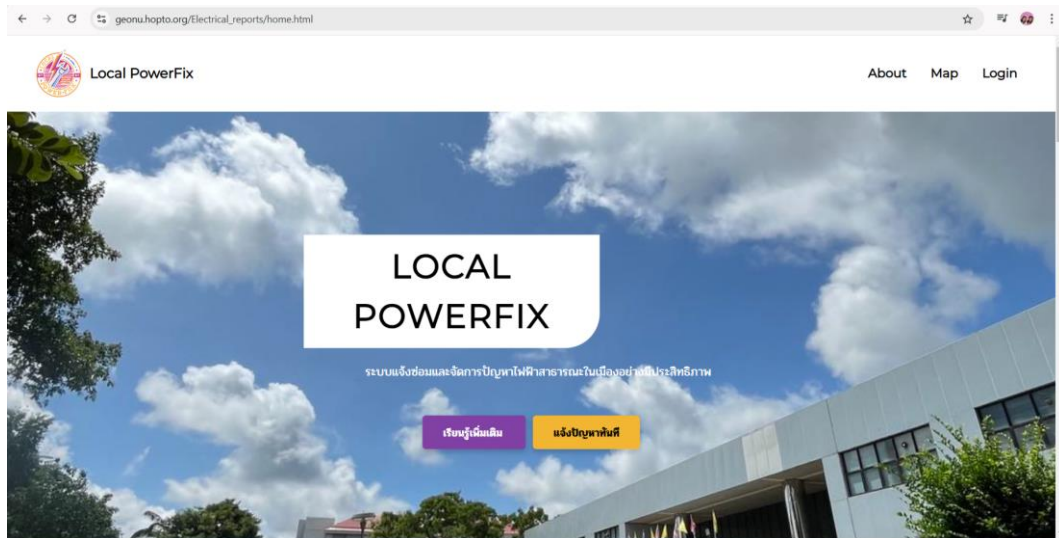 geonu.hopto.org/Electrical_reports/home.html
Local PowerFix
About Map Login
LOCAL
POWERFIX
ระบบแจ้งซ่อมและจัดการปัญหาไฟฟ้าสาธารณะในเมืองอย่างมีประสิทธิภาพ
เรียนรู้เพิ่มเติม แจ้งปัญหาทันที